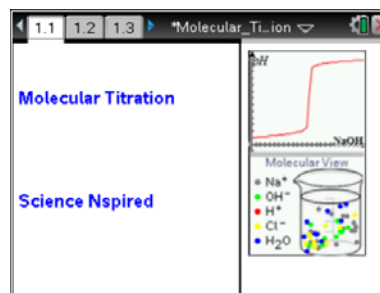 1.1 1.2 1.3 *Molecular_Ti...ion
Molecular Titration
Science Nspired
pH
NaOH
Molecular View
Na⁺
OH⁻
H⁺
Cl⁻
H₂O